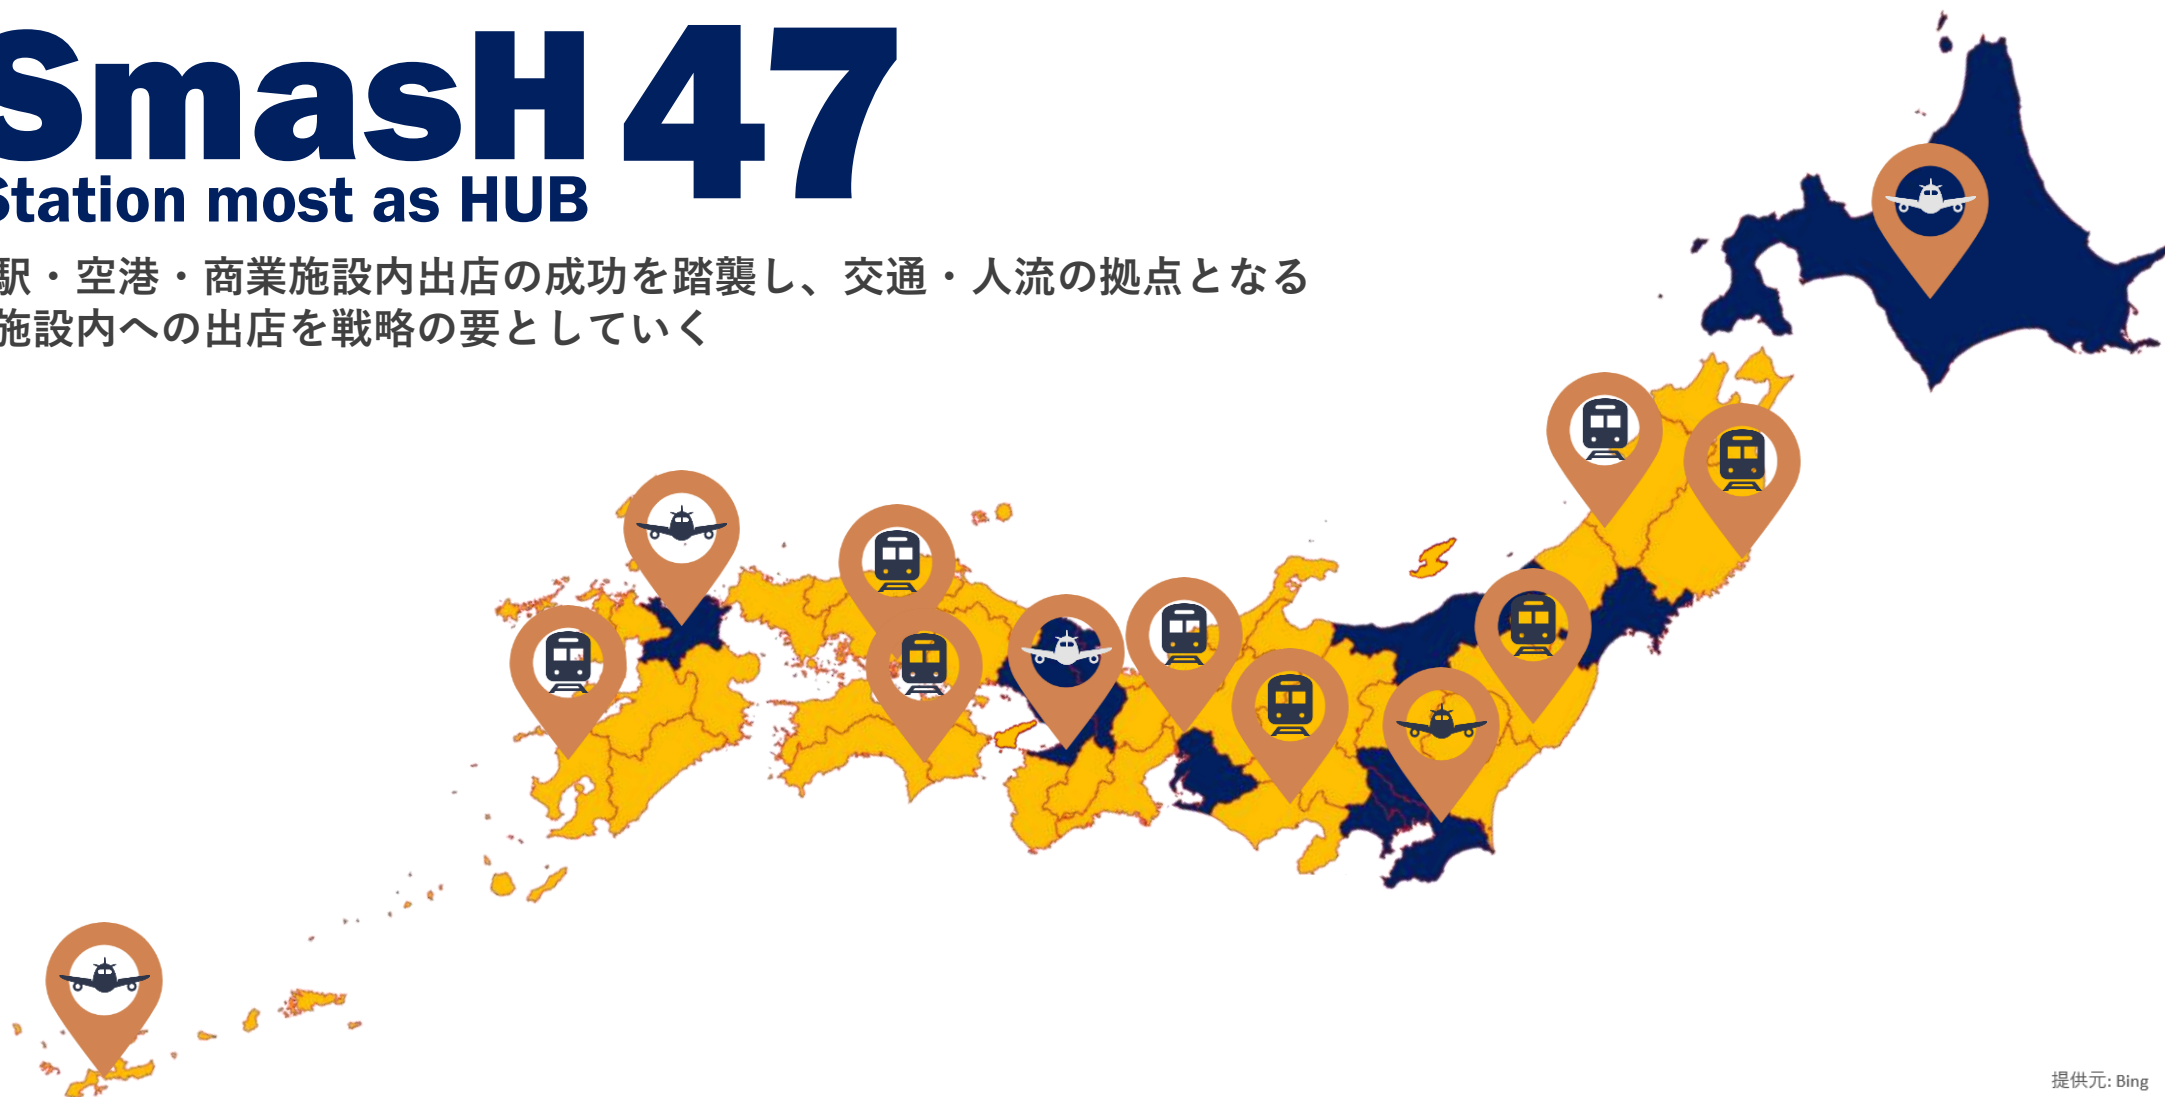 SmasH 47
Station most as HUB
駅・空港・商業施設内出店の成功を踏襲し、交通・人流の拠点となる
施設内への出店を戦略の要としていく
提供元: Bing